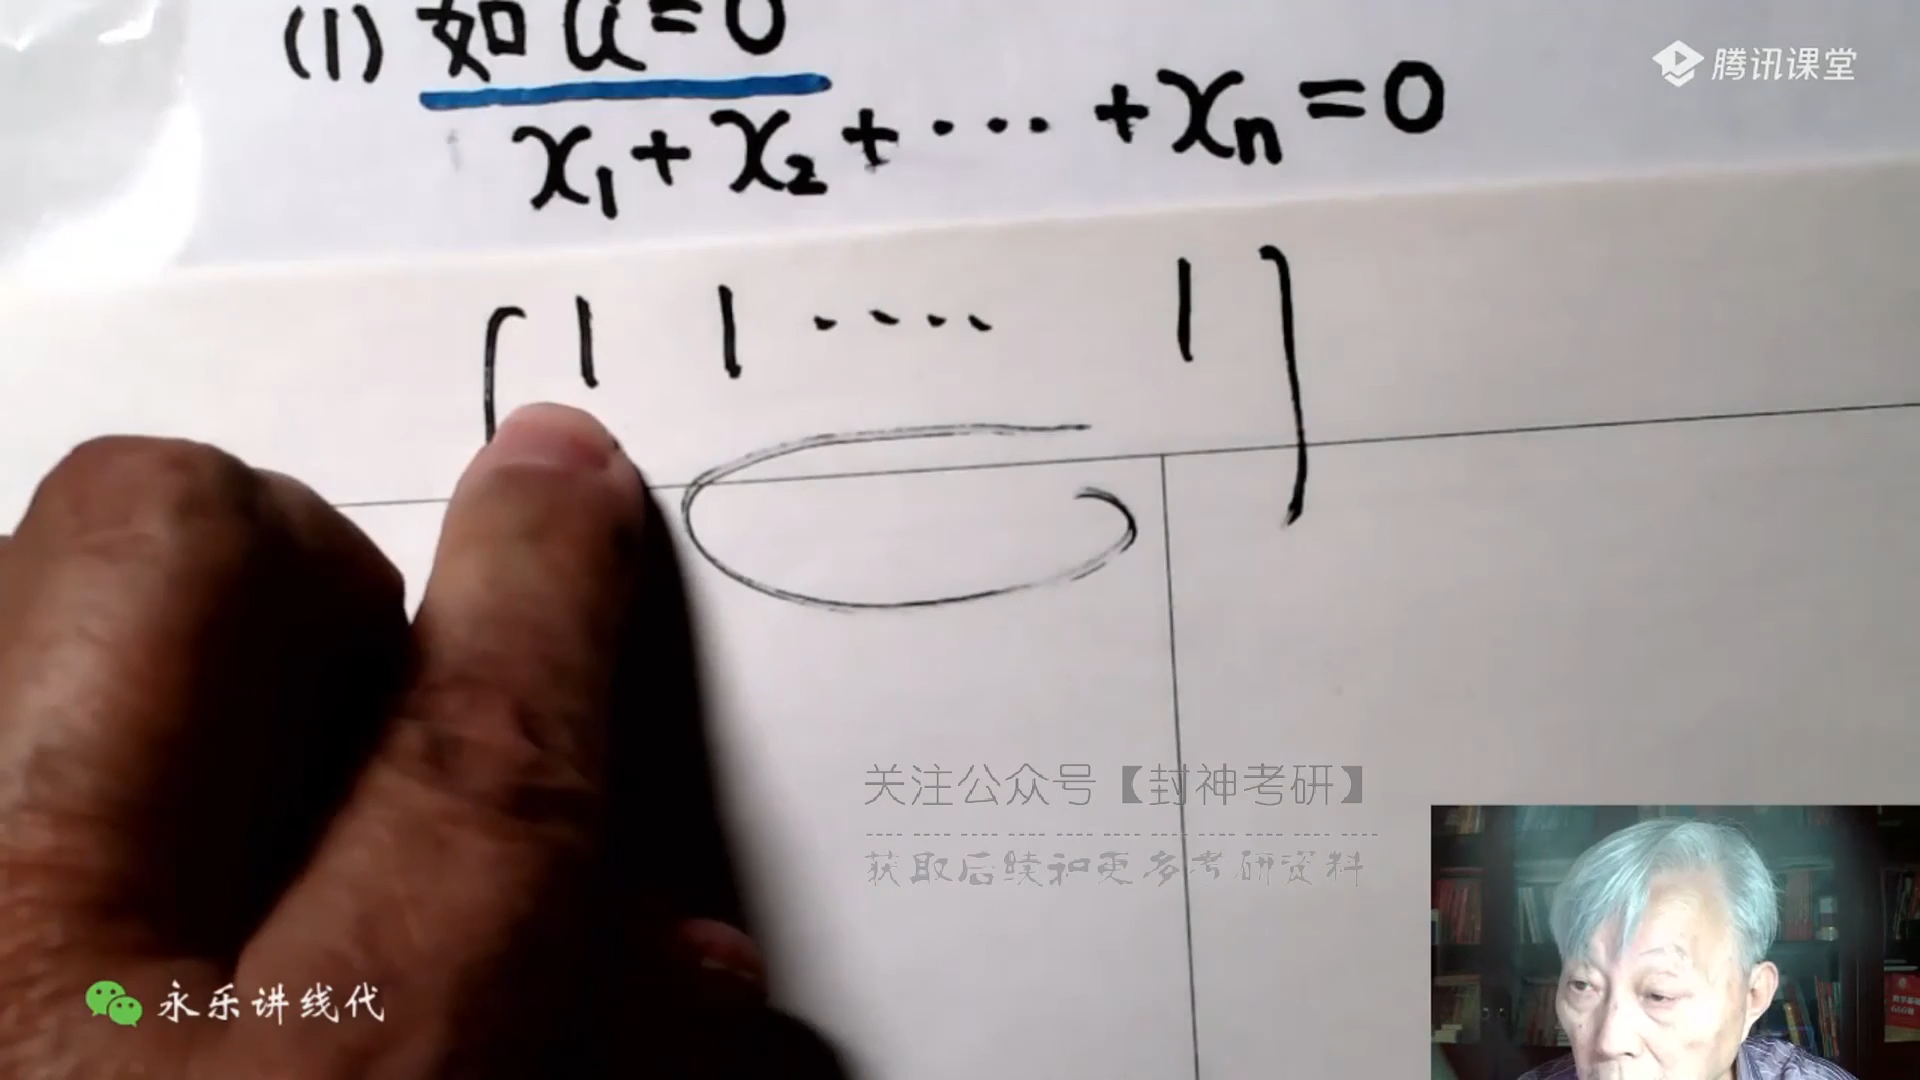 (1) 如 a=0
腾讯课堂
x₁+x₂+···+xₙ=0
[1 1 ···· 1]
关注公众号【封神考研】
获取后续和更多考研资料
永乐讲线代